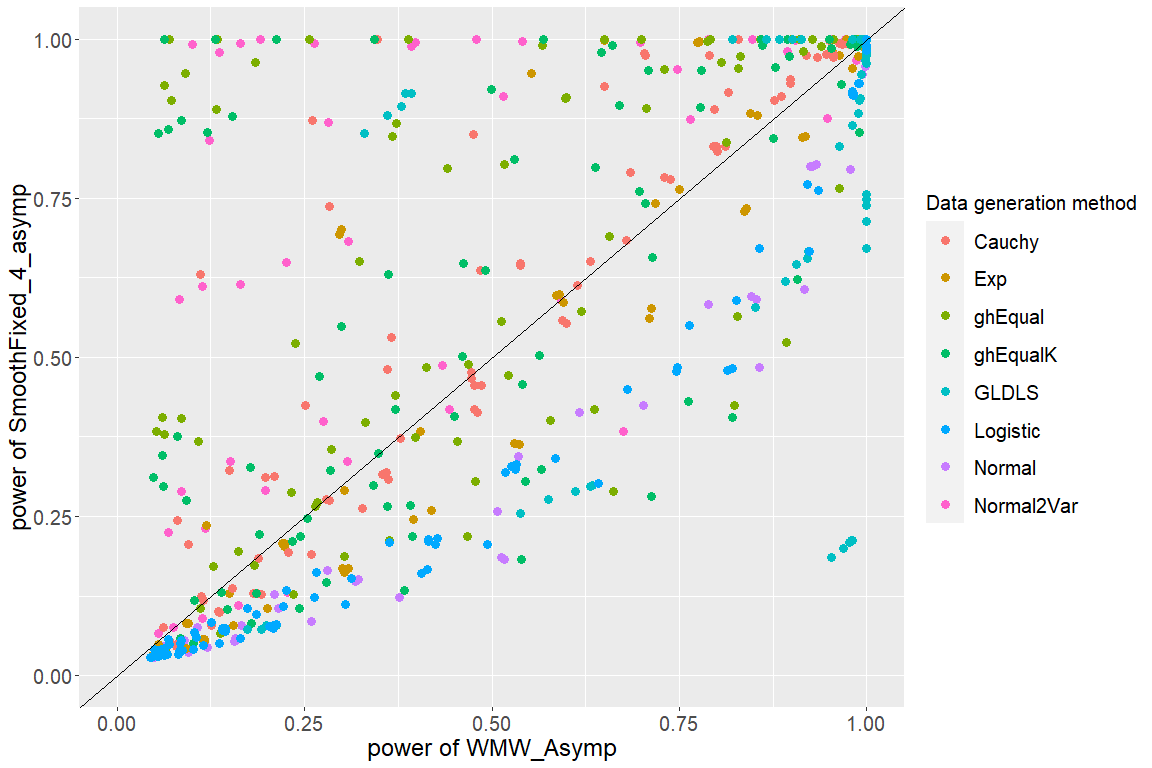 1.00
0.75
0.50
0.25
0.00
power of SmoothFixed_4_asymp
0.00 0.25 0.50 0.75 1.00
power of WMW_Asymp
Data generation method
Cauchy
Exp
ghEqual
ghEqualK
GLDLS
Logistic
Normal
Normal2Var